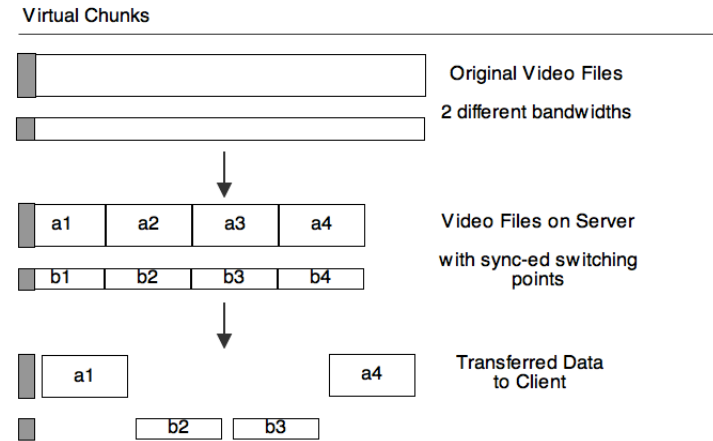 Virtual Chunks
Original Video Files
2 different bandwidths
a1 a2 a3 a4
Video Files on Server
b1 b2 b3 b4
with sync-ed switching
points
a1 a4
Transferred Data
to Client
b2 b3